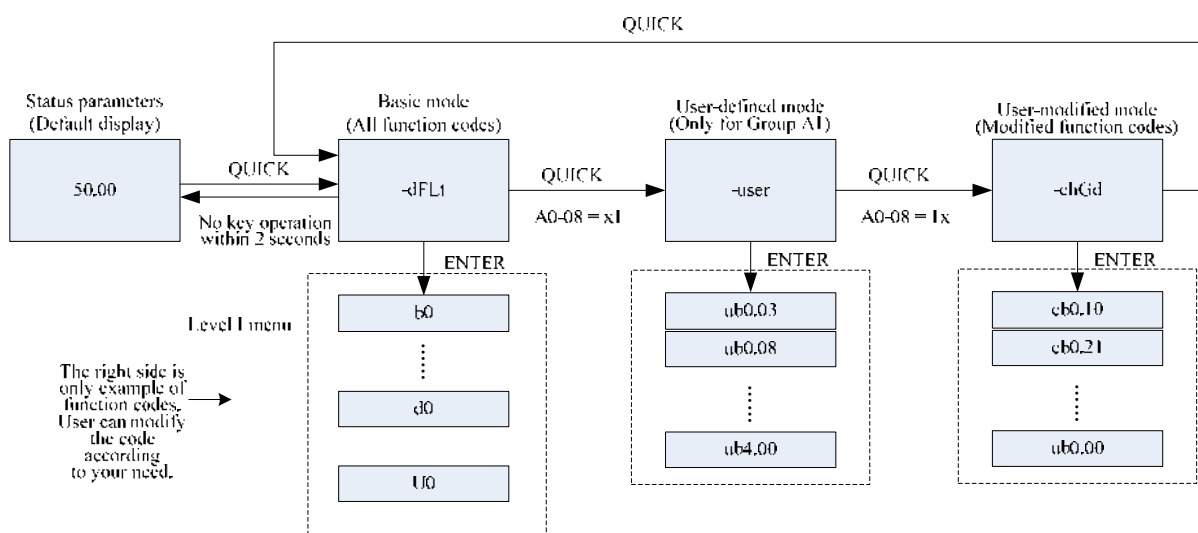 QUICK
Status parameters
(Default display)
Basic mode
(All function codes)
User-defined mode
(Only for Group A1)
User-modified mode
(Modified function codes)
50.00
QUICK
-dFLt
QUICK
-user
QUICK
-chGd
No key operation
within 2 seconds
A0-08 = x1
A0-08 = 1x
ENTER
ENTER
ENTER
Level I menu
b0
ub0.03
cb0.10
ub0.08
cb0.21
The right side is
only example of
function codes.
User can modify
the code
according
to your need.
d0
ub4.00
ub0.00
U0